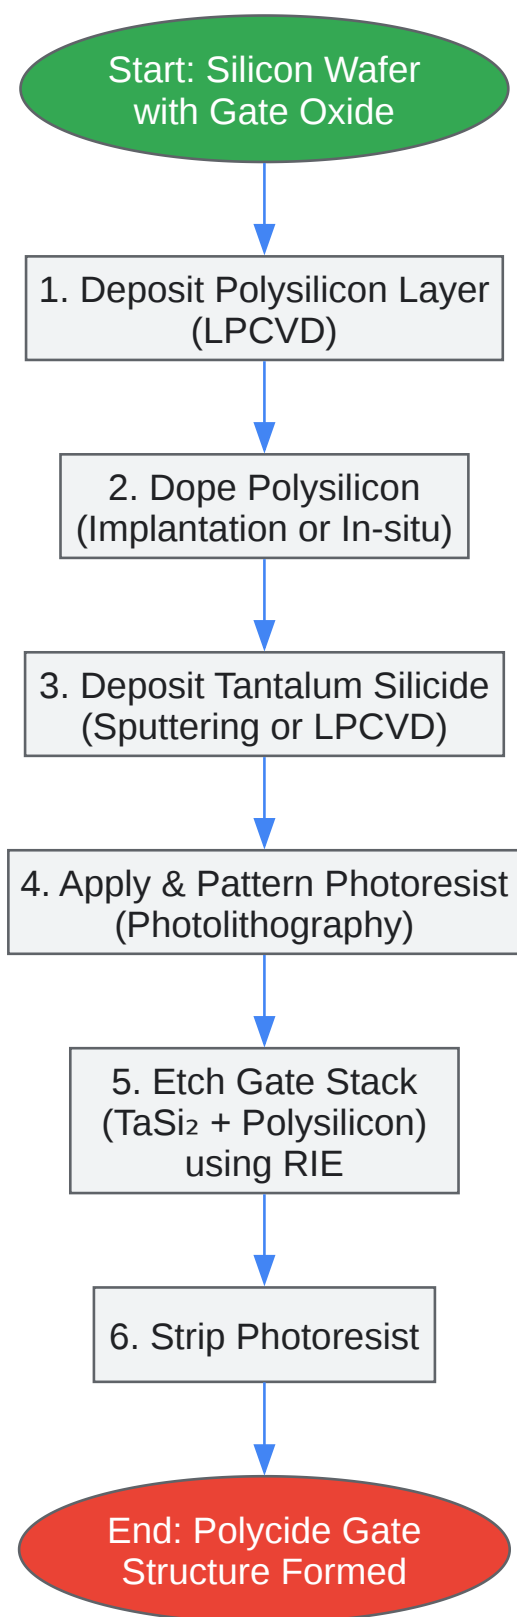 Start: Silicon Wafer
with Gate Oxide
1. Deposit Polysilicon Layer
(LPCVD)
2. Dope Polysilicon
(Implantation or In-situ)
3. Deposit Tantalum Silicide
(Sputtering or LPCVD)
4. Apply & Pattern Photoresist
(Photolithography)
5. Etch Gate Stack
(TaSi₂ + Polysilicon)
using RIE
6. Strip Photoresist
End: Polycide Gate
Structure Formed